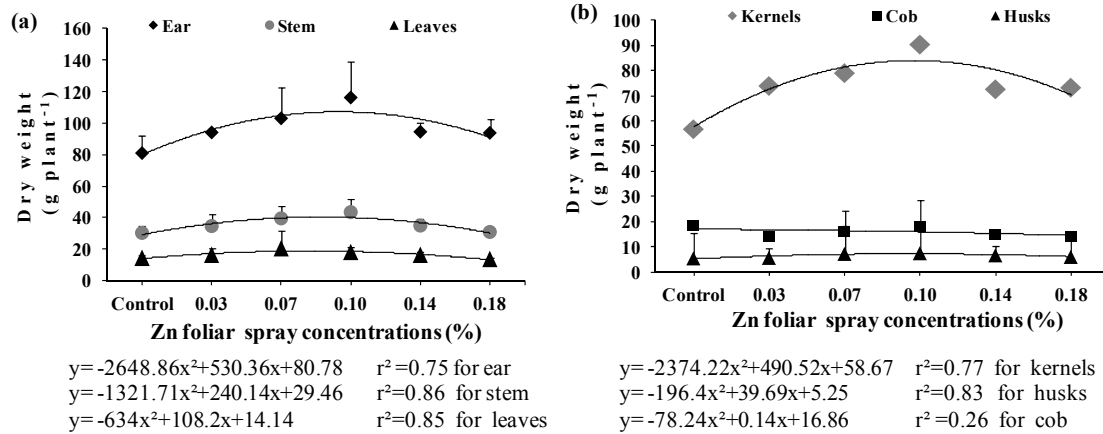 (a)
Ear Stem Leaves
160
140
120
100
80
60
40
20
0
Dry weight
(g plant⁻¹)
Control 0.03 0.07 0.10 0.14 0.18
Zn foliar spray concentrations (%)
y= -2648.86x²+530.36x+80.78 r²=0.75 for ear
y= -1321.71x²+240.14x+29.46 r²=0.86 for stem
y= -634x²+108.2x+14.14 r²=0.85 for leaves
(b)
Kernels Cob Husks
100
90
80
70
60
50
40
30
20
10
0
Dry weight
(g plant⁻¹)
Control 0.03 0.07 0.10 0.14 0.18
Zn foliar spray concentrations (%)
y= -2374.22x²+490.52x+58.67 r²=0.77 for kernels
y= -196.4x²+39.69x+5.25 r²=0.83 for husks
y= -78.24x²+0.14x+16.86 r²=0.26 for cob